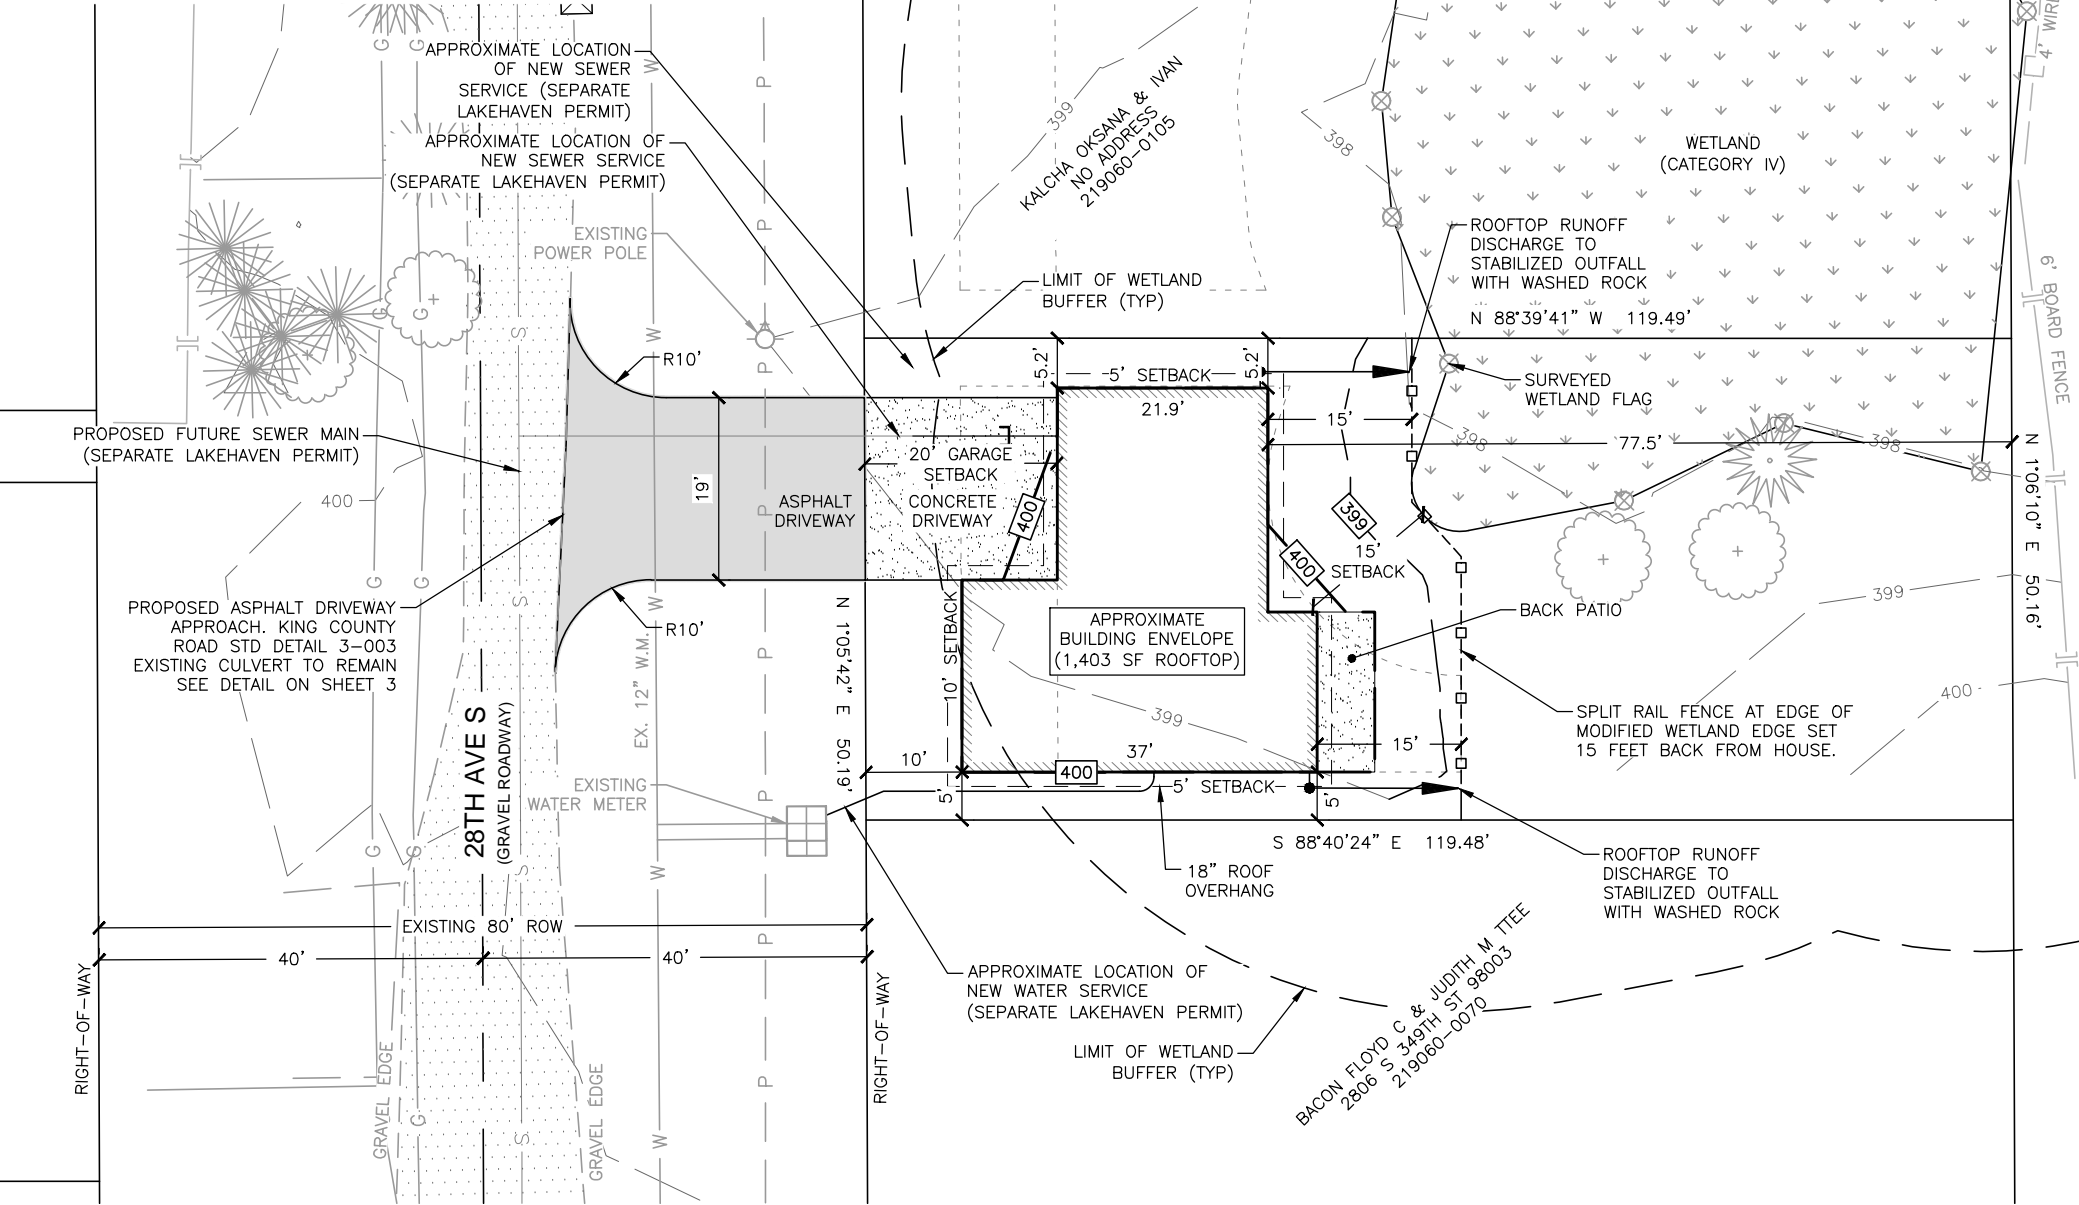 APPROXIMATE LOCATION
OF NEW SEWER
SERVICE (SEPARATE
LAKEHAVEN PERMIT)
APPROXIMATE LOCATION OF
NEW SEWER SERVICE
(SEPARATE LAKEHAVEN PERMIT)
EXISTING
POWER POLE
399
KALCHA OKSANA & IVAN
NO ADDRESS
219060-0105
398
WETLAND
(CATEGORY IV)
4' WIRE
6' BOARD FENCE
LIMIT OF WETLAND
BUFFER (TYP)
ROOFTOP RUNOFF
DISCHARGE TO
STABILIZED OUTFALL
WITH WASHED ROCK
N 88°39'41" W 119.49'
R10'
5.2'
5' SETBACK
5.2'
21.9'
SURVEYED
WETLAND FLAG
15'
398
77.5'
398
PROPOSED FUTURE SEWER MAIN
(SEPARATE LAKEHAVEN PERMIT)
400
19'
20' GARAGE
SETBACK
ASPHALT
DRIVEWAY
CONCRETE
DRIVEWAY
400
399
15'
SETBACK
400
N 1°06'10" E 50.16'
PROPOSED ASPHALT DRIVEWAY
APPROACH. KING COUNTY
ROAD STD DETAIL 3-003
EXISTING CULVERT TO REMAIN
SEE DETAIL ON SHEET 3
R10'
EX. 12" W.M.
N 1°05'42" E 50.19'
10' SETBACK
APPROXIMATE
BUILDING ENVELOPE
(1,403 SF ROOFTOP)
BACK PATIO
399
400
399
28TH AVE S
(GRAVEL ROADWAY)
SPLIT RAIL FENCE AT EDGE OF
MODIFIED WETLAND EDGE SET
15 FEET BACK FROM HOUSE.
10'
37'
400
15'
EXISTING
WATER METER
5'
5' SETBACK
5'
S 88°40'24" E 119.48'
18" ROOF
OVERHANG
ROOFTOP RUNOFF
DISCHARGE TO
STABILIZED OUTFALL
WITH WASHED ROCK
EXISTING 80' ROW
40'
40'
APPROXIMATE LOCATION OF
NEW WATER SERVICE
(SEPARATE LAKEHAVEN PERMIT)
LIMIT OF WETLAND
BUFFER (TYP)
BACON FLOYD C & JUDITH M TTEE
2806 S 349TH ST 98003
219060-0070
RIGHT-OF-WAY
RIGHT-OF-WAY
GRAVEL EDGE
GRAVEL EDGE